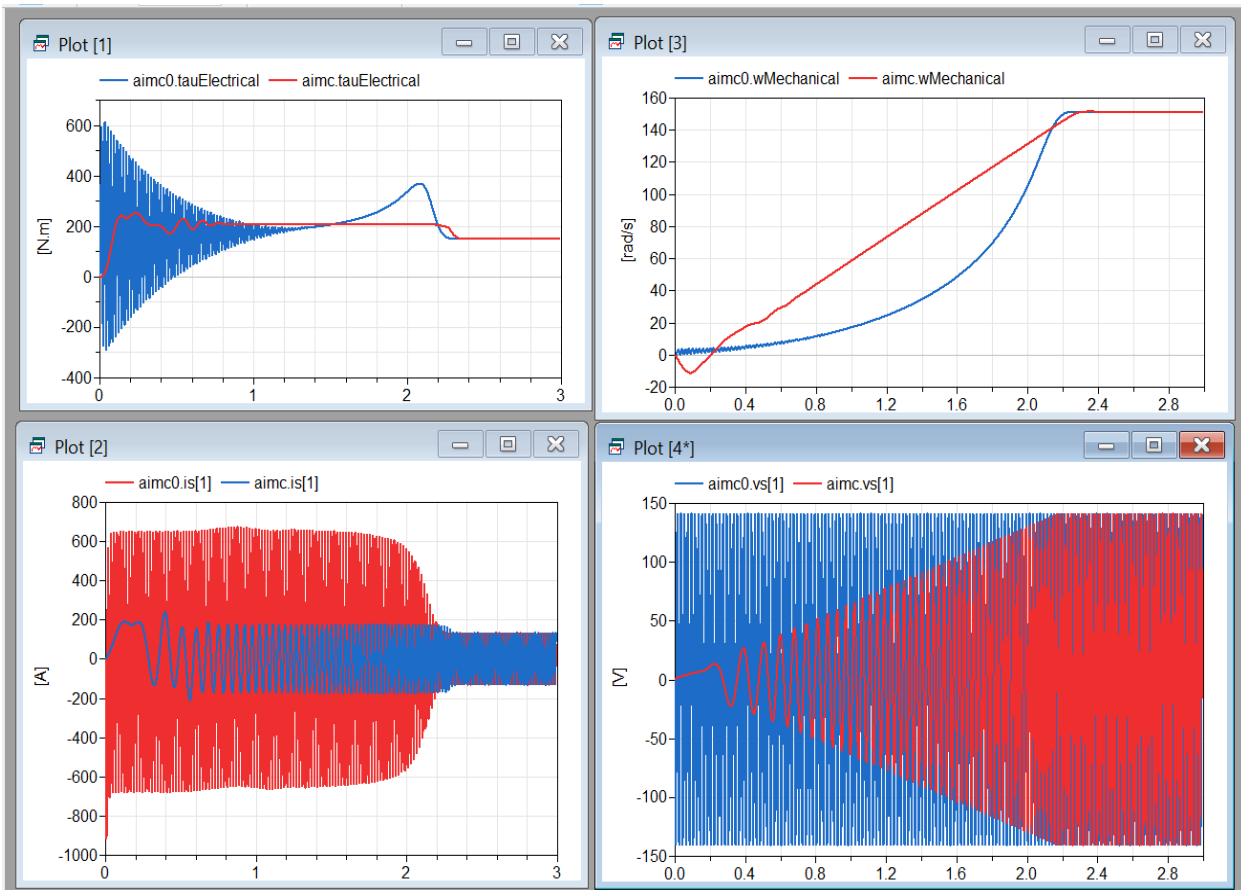 Plot [1]
aimc0.tauElectrical aimc.tauElectrical
600
400
200
0
-200
-400
[N.m]
0 1 2 3
Plot [3]
aimc0.wMechanical aimc.wMechanical
160
140
120
100
80
60
40
20
0
-20
[rad/s]
0.0 0.4 0.8 1.2 1.6 2.0 2.4 2.8
Plot [2]
aimc0.is[1] aimc.is[1]
800
600
400
200
0
-200
-400
-600
-800
-1000
[A]
0 1 2 3
Plot [4*]
aimc0.vs[1] aimc.vs[1]
150
100
50
0
-50
-100
-150
[V]
0.0 0.4 0.8 1.2 1.6 2.0 2.4 2.8